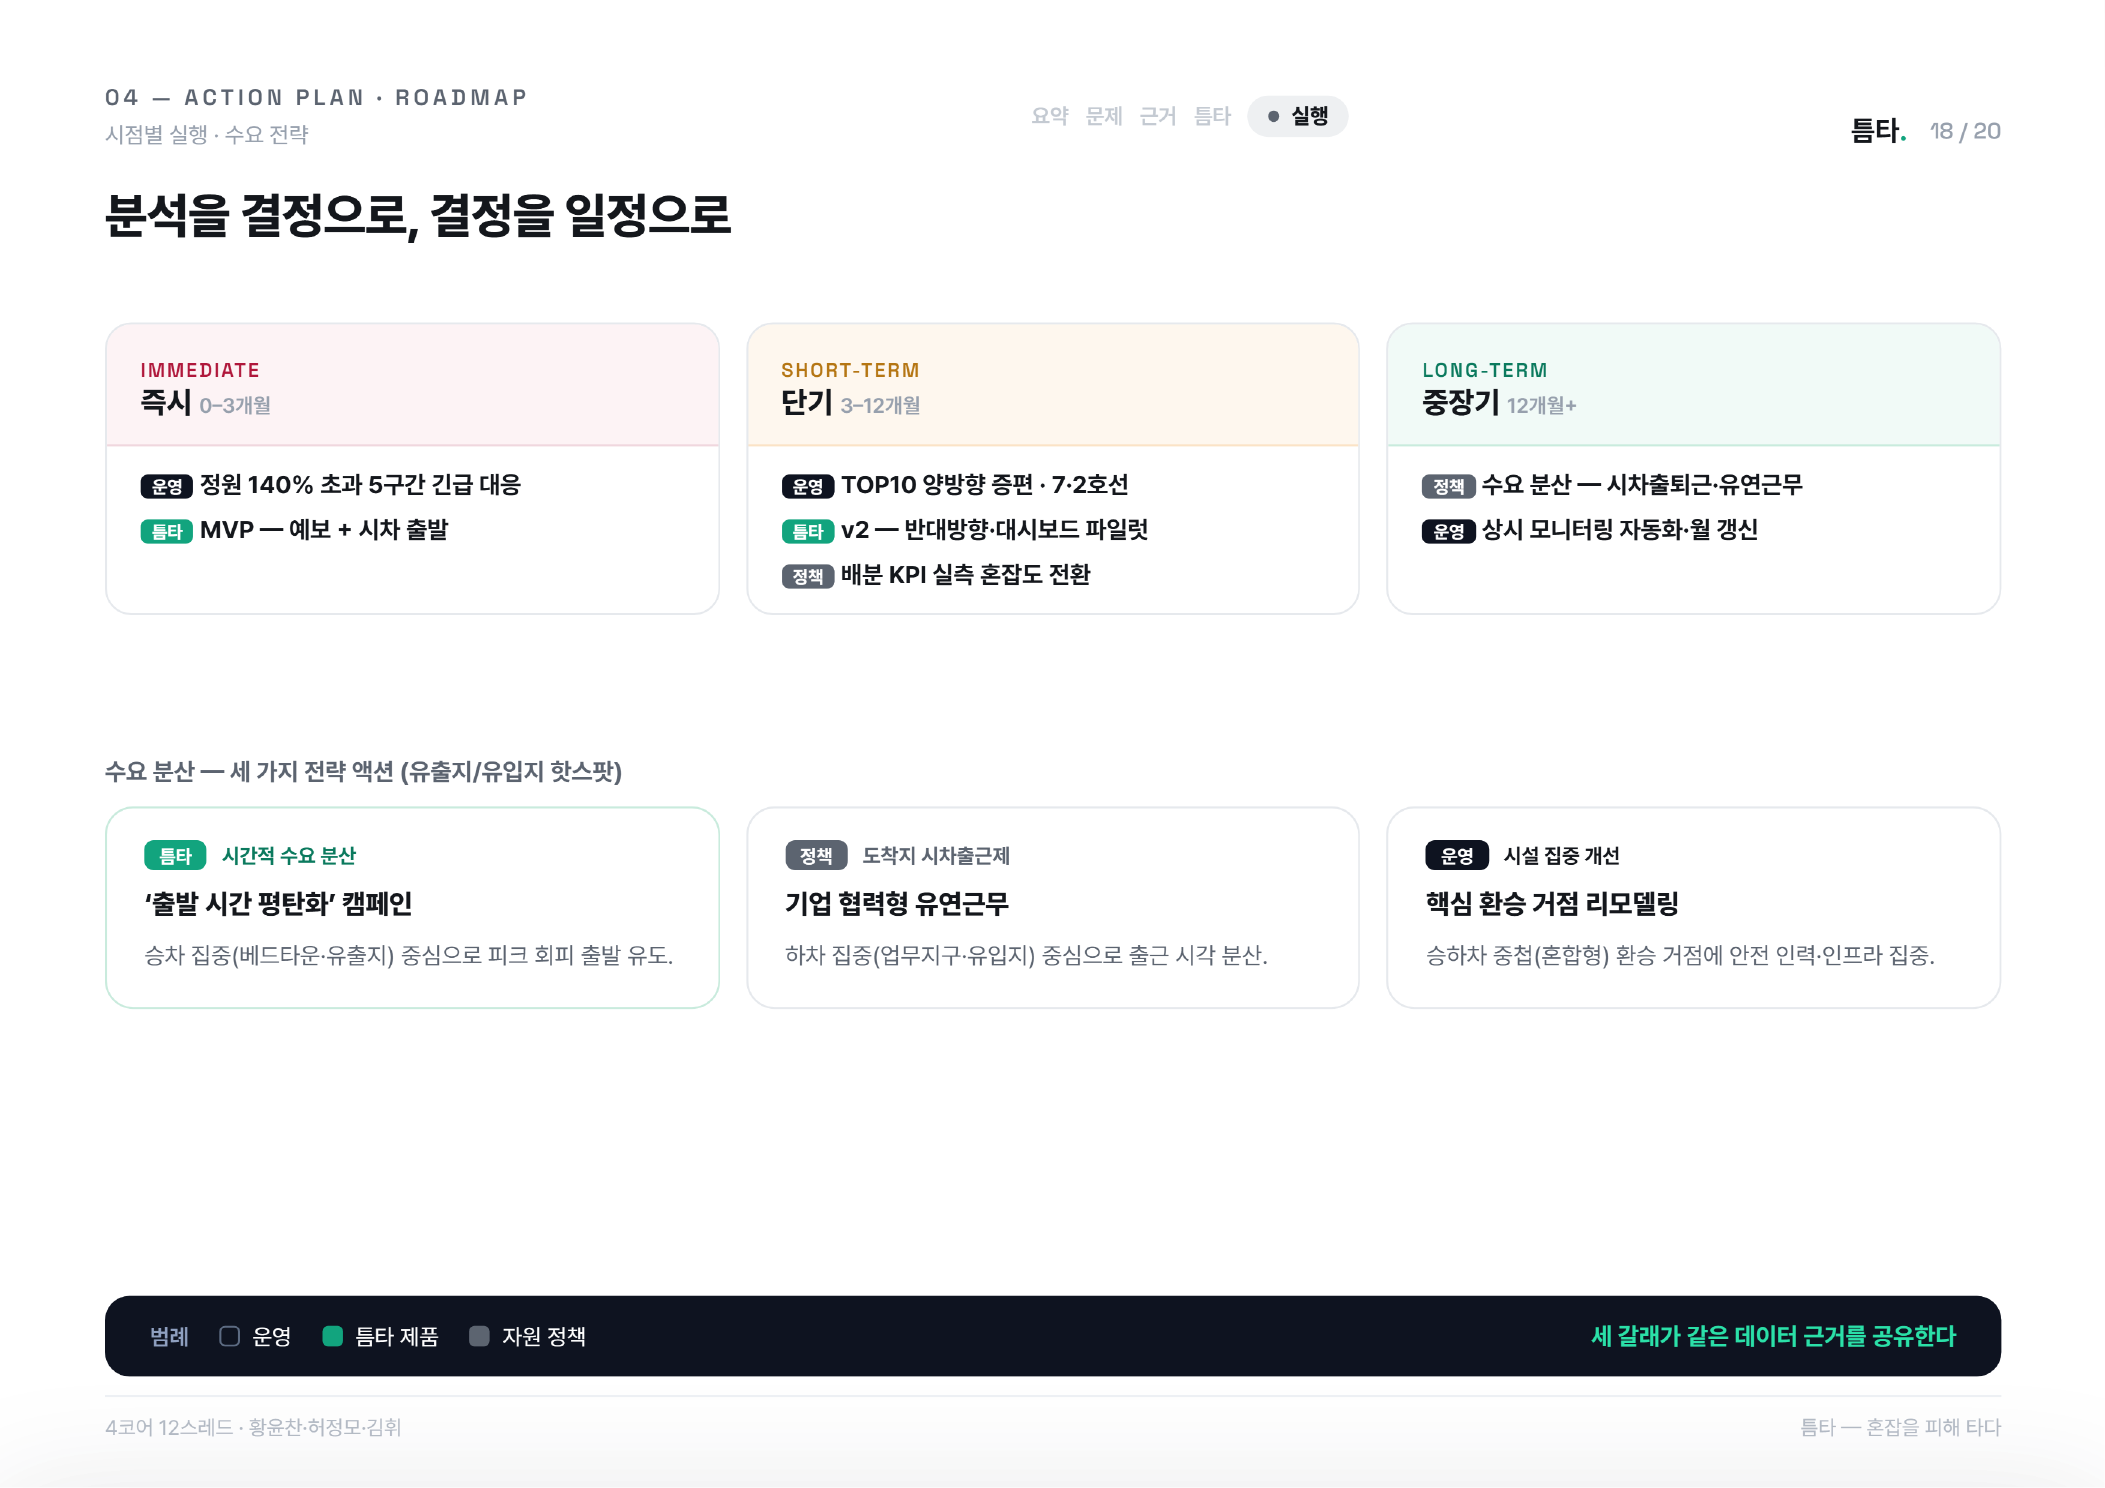 04 — ACTION PLAN · ROADMAP
시점별 실행 · 수요 전략
요약 문제 근거 틈타 실행
틈타. 18 / 20
분석을 결정으로, 결정을 일정으로
IMMEDIATE
즉시 0–3개월
운영 정원 140% 초과 5구간 긴급 대응
틈타 MVP — 예보 + 시차 출발
SHORT-TERM
단기 3–12개월
운영 TOP10 양방향 증편 · 7·2호선
틈타 v2 — 반대방향·대시보드 파일럿
정책 배분 KPI 실측 혼잡도 전환
LONG-TERM
중장기 12개월+
정책 수요 분산 — 시차출퇴근·유연근무
운영 상시 모니터링 자동화·월 갱신
수요 분산 — 세 가지 전략 액션 (유출지/유입지 핫스팟)
틈타 시간적 수요 분산
‘출발 시간 평탄화’ 캠페인
승차 집중(베드타운·유출지) 중심으로 피크 회피 출발 유도.
정책 도착지 시차출근제
기업 협력형 유연근무
하차 집중(업무지구·유입지) 중심으로 출근 시각 분산.
운영 시설 집중 개선
핵심 환승 거점 리모델링
승하차 중첩(혼합형) 환승 거점에 안전 인력·인프라 집중.
범례 운영 틈타 제품 자원 정책
세 갈래가 같은 데이터 근거를 공유한다
4코어 12스레드 · 황윤찬·허정모·김휘
틈타 — 혼잡을 피해 타다